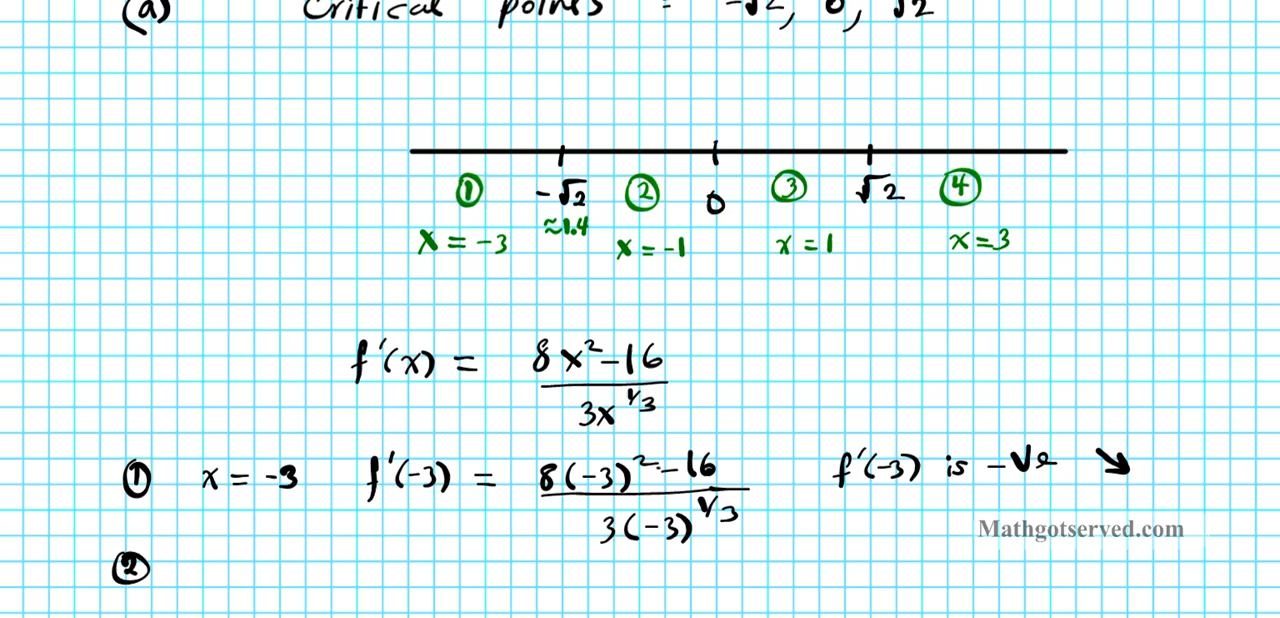 (a) Critical points = -√2, 0, √2
① -√2 ② 0 ③ √2 ④
≈1.4
x = -3 x = -1 x = 1 x = 3
f'(x) = 8x²-16 / 3x^1/3
① x = -3 f'(-3) = 8(-3)²-16 / 3(-3)^1/3 f'(-3) is -ve ↘
Mathgotserved.com
②